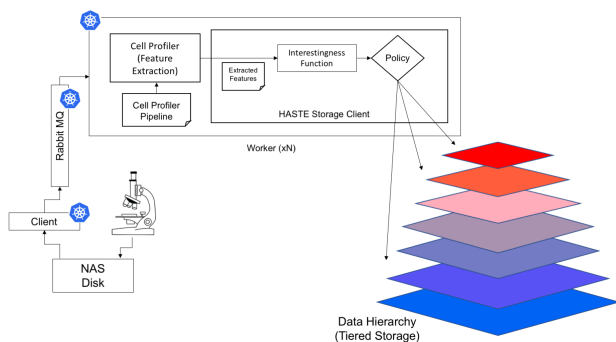 Cell Profiler
(Feature
Extraction)
Extracted
Features
Interestingness
Function
Policy
Cell Profiler
Pipeline
HASTE Storage Client
Worker (xN)
Rabbit MQ
Client
NAS
Disk
Data Hierarchy
(Tiered Storage)